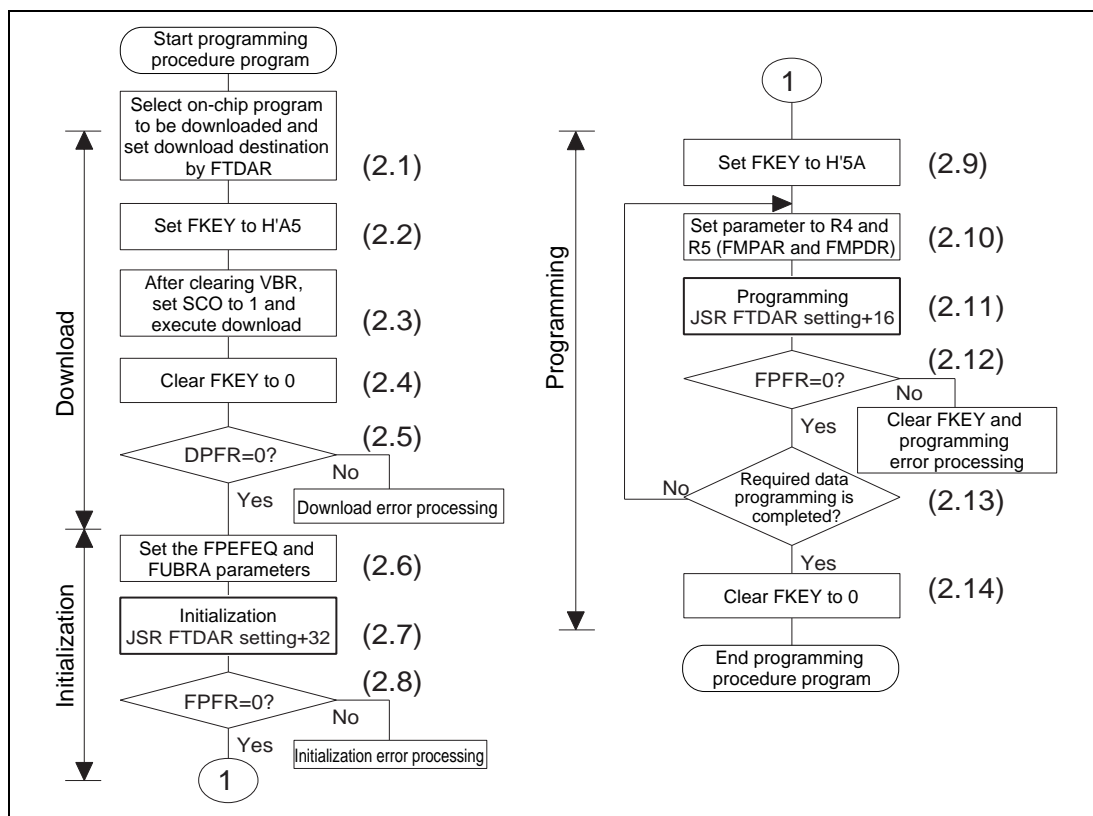 Start programming
procedure program
Select on-chip program
to be downloaded and
set download destination
by FTDAR
(2.1)
Set FKEY to H'A5
(2.2)
After clearing VBR,
set SCO to 1 and
execute download
(2.3)
Clear FKEY to 0
(2.4)
DPFR=0?
(2.5)
No
Yes
Download error processing
Download
Set the FPEFEQ and
FUBRA parameters
(2.6)
Initialization
JSR FTDAR setting+32
(2.7)
FPFR=0?
(2.8)
No
Yes
Initialization error processing
Initialization
1
1
Set FKEY to H'5A
(2.9)
Set parameter to R4 and
R5 (FMPAR and FMPDR)
(2.10)
Programming
JSR FTDAR setting+16
(2.11)
FPFR=0?
(2.12)
No
Yes
Clear FKEY and
programming
error processing
Programming
Required data
programming is
completed?
(2.13)
No
Yes
Clear FKEY to 0
(2.14)
End programming
procedure program